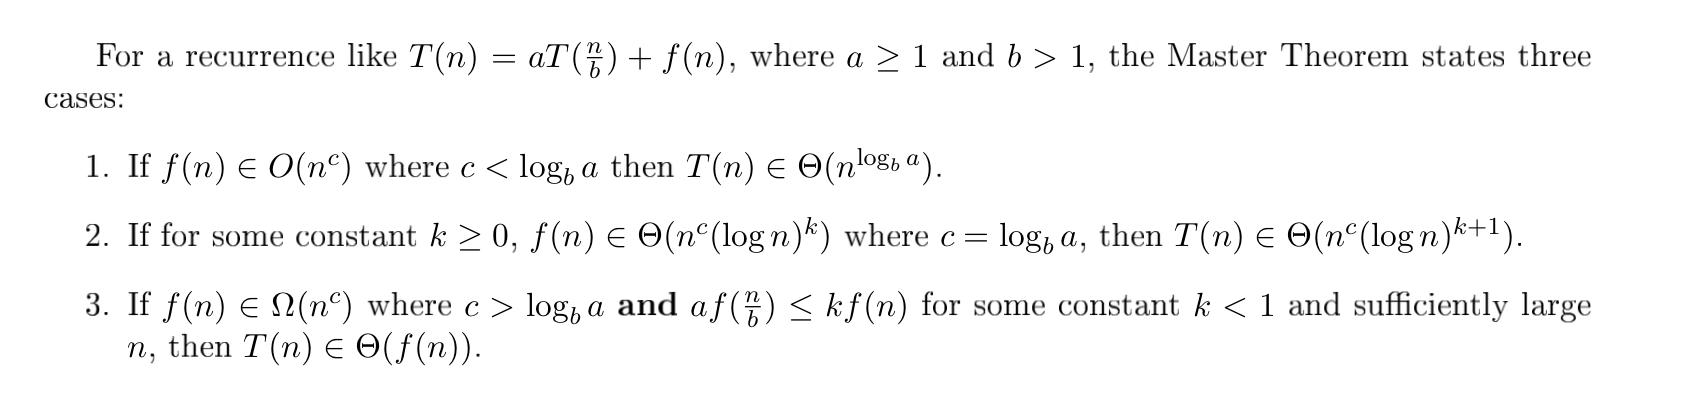 For a recurrence like T(n) = aT(n/b) + f(n), where a ≥ 1 and b > 1, the Master Theorem states three
cases:
1. If f(n) ∈ O(n^c) where c < log_b a then T(n) ∈ Θ(n^{log_b a}).
2. If for some constant k ≥ 0, f(n) ∈ Θ(n^c(log n)^k) where c = log_b a, then T(n) ∈ Θ(n^c(log n)^{k+1}).
3. If f(n) ∈ Ω(n^c) where c > log_b a and af(n/b) ≤ kf(n) for some constant k < 1 and sufficiently large
n, then T(n) ∈ Θ(f(n)).